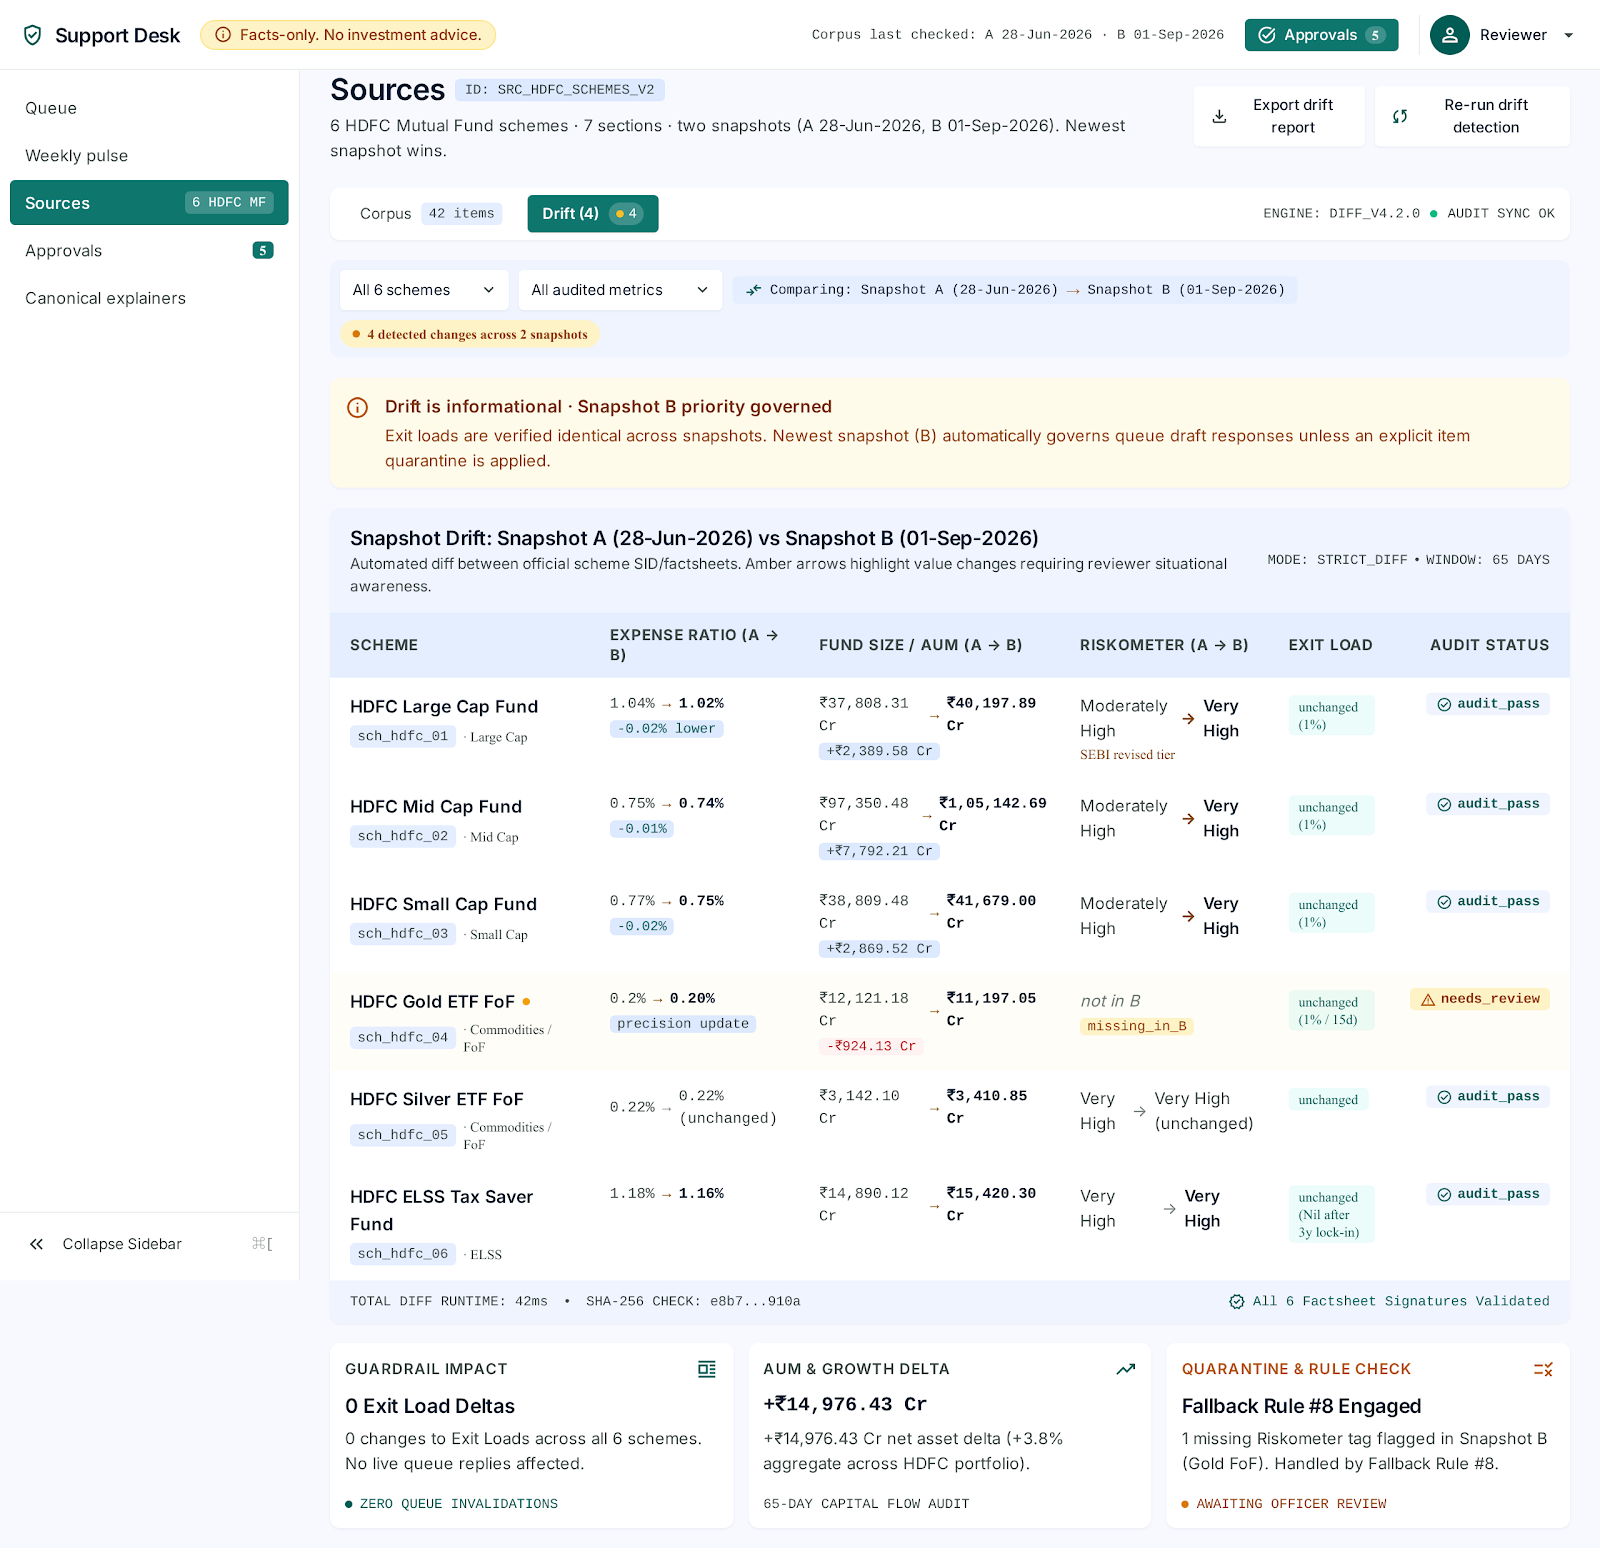 Support Desk
Facts-only. No investment advice.
Corpus last checked: A 28-Jun-2026 · B 01-Sep-2026
Approvals 5
Reviewer
Queue
Weekly pulse
Sources 6 HDFC MF
Approvals 5
Canonical explainers
Collapse Sidebar ⌘[
Sources ID: SRC_HDFC_SCHEMES_V2
6 HDFC Mutual Fund schemes · 7 sections · two snapshots (A 28-Jun-2026, B 01-Sep-2026). Newest
snapshot wins.
Export drift
report
Re-run drift
detection
Corpus 42 items
Drift (4) 4
ENGINE: DIFF_V4.2.0 ● AUDIT SYNC OK
All 6 schemes
All audited metrics
Comparing: Snapshot A (28-Jun-2026) → Snapshot B (01-Sep-2026)
4 detected changes across 2 snapshots
Drift is informational · Snapshot B priority governed
Exit loads are verified identical across snapshots. Newest snapshot (B) automatically governs queue draft responses unless an explicit item
quarantine is applied.
Snapshot Drift: Snapshot A (28-Jun-2026) vs Snapshot B (01-Sep-2026)
Automated diff between official scheme SID/factsheets. Amber arrows highlight value changes requiring reviewer situational
awareness.
MODE: STRICT_DIFF • WINDOW: 65 DAYS
SCHEME
EXPENSE RATIO (A →
B)
FUND SIZE / AUM (A → B)
RISKOMETER (A → B)
EXIT LOAD
AUDIT STATUS
HDFC Large Cap Fund
sch_hdfc_01 · Large Cap
1.04% → 1.02%
-0.02% lower
₹37,808.31
Cr
→
₹40,197.89
Cr
+₹2,389.58 Cr
Moderately
High
→
Very
High
SEBI revised tier
unchanged
(1%)
audit_pass
HDFC Mid Cap Fund
sch_hdfc_02 · Mid Cap
0.75% → 0.74%
-0.01%
₹97,350.48
Cr
→
₹1,05,142.69
Cr
+₹7,792.21 Cr
Moderately
High
→
Very
High
unchanged
(1%)
audit_pass
HDFC Small Cap Fund
sch_hdfc_03 · Small Cap
0.77% → 0.75%
-0.02%
₹38,809.48
Cr
→
₹41,679.00
Cr
+₹2,869.52 Cr
Moderately
High
→
Very
High
unchanged
(1%)
audit_pass
HDFC Gold ETF FoF
sch_hdfc_04 · Commodities /
FoF
0.2% → 0.20%
precision update
₹12,121.18
Cr
→
₹11,197.05
Cr
-₹924.13 Cr
not in B
missing_in_B
unchanged
(1% / 15d)
needs_review
HDFC Silver ETF FoF
sch_hdfc_05 · Commodities /
FoF
0.22% →
0.22%
(unchanged)
₹3,142.10
Cr
→
₹3,410.85
Cr
Very
High
→
Very High
(unchanged)
unchanged
audit_pass
HDFC ELSS Tax Saver
Fund
sch_hdfc_06 · ELSS
1.18% → 1.16%
₹14,890.12
Cr
→
₹15,420.30
Cr
Very
High
→
Very
High
unchanged
(Nil after
3y lock-in)
audit_pass
TOTAL DIFF RUNTIME: 42ms • SHA-256 CHECK: e8b7...910a
All 6 Factsheet Signatures Validated
GUARDRAIL IMPACT
0 Exit Load Deltas
0 changes to Exit Loads across all 6 schemes.
No live queue replies affected.
ZERO QUEUE INVALIDATIONS
AUM & GROWTH DELTA
+₹14,976.43 Cr
+₹14,976.43 Cr net asset delta (+3.8%
aggregate across HDFC portfolio).
65-DAY CAPITAL FLOW AUDIT
QUARANTINE & RULE CHECK
Fallback Rule #8 Engaged
1 missing Riskometer tag flagged in Snapshot B
(Gold FoF). Handled by Fallback Rule #8.
AWAITING OFFICER REVIEW